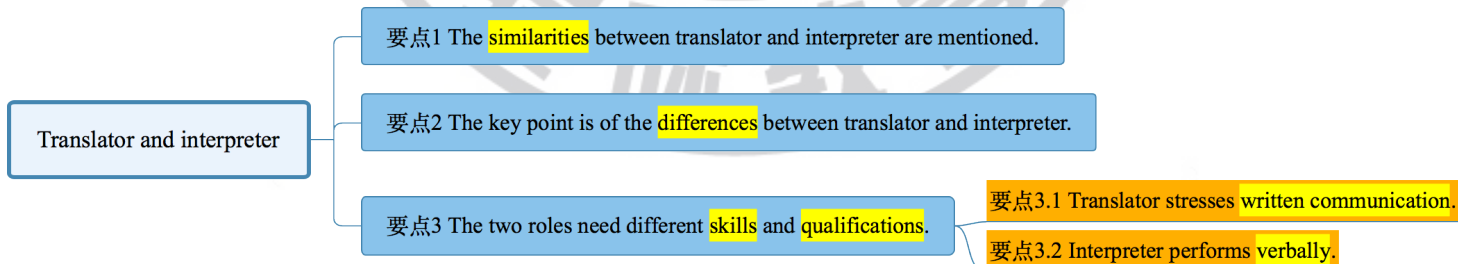 Translator and interpreter
要点1 The similarities between translator and interpreter are mentioned.
要点2 The key point is of the differences between translator and interpreter.
要点3 The two roles need different skills and qualifications.
要点3.1 Translator stresses written communication.
要点3.2 Interpreter performs verbally.